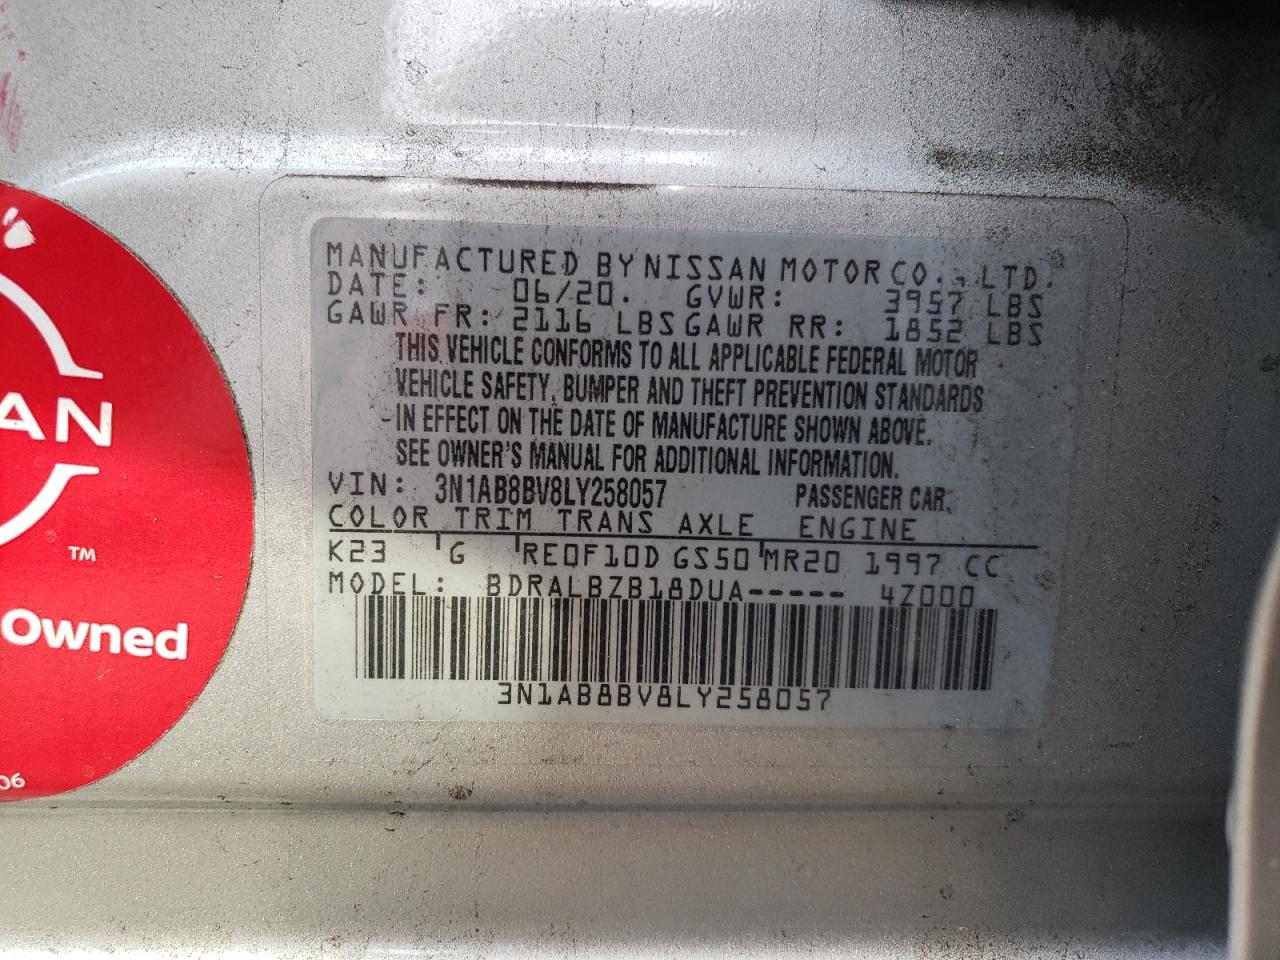 MANUFACTURED BY NISSAN MOTOR CO., LTD.
DATE: 06/20. GVWR: 3957 LBS
GAWR FR: 2116 LBS GAWR RR: 1852 LBS
THIS VEHICLE CONFORMS TO ALL APPLICABLE FEDERAL MOTOR
VEHICLE SAFETY, BUMPER AND THEFT PREVENTION STANDARDS
IN EFFECT ON THE DATE OF MANUFACTURE SHOWN ABOVE.
SEE OWNER'S MANUAL FOR ADDITIONAL INFORMATION.
VIN: 3N1AB8BV8LY258057 PASSENGER CAR
COLOR TRIM TRANS AXLE ENGINE
K23 G RE0F10D GS50 MR20 1997 CC
MODEL: BDRALBZB18DUA----- 4Z000
3N1AB8BV8LY258057
AN
TM
Owned
06